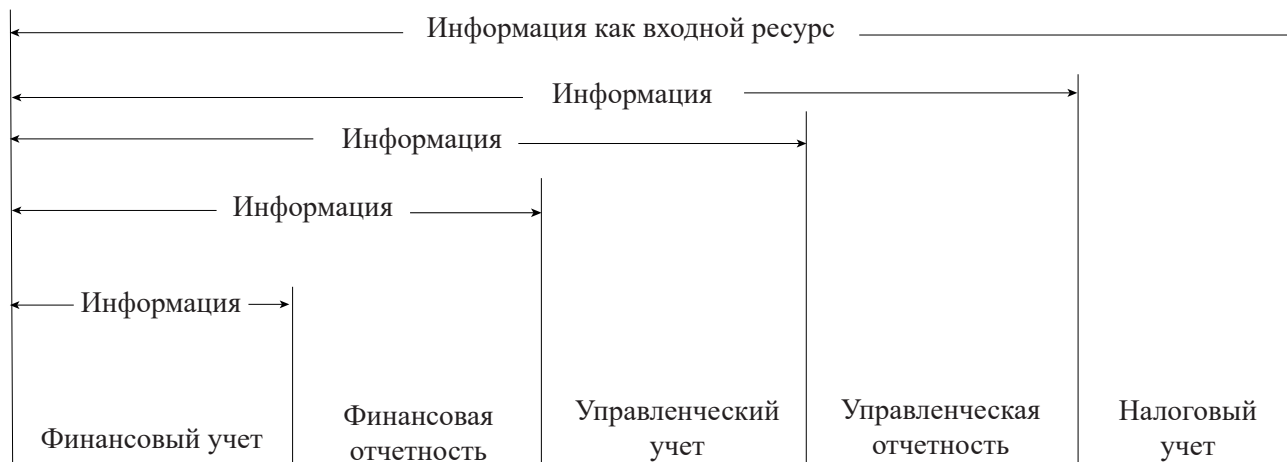 Информация как входной ресурс
Информация
Информация
Информация
Информация
Финансовый учет
Финансовая
отчетность
Управленческий
учет
Управленческая
отчетность
Налоговый
учет